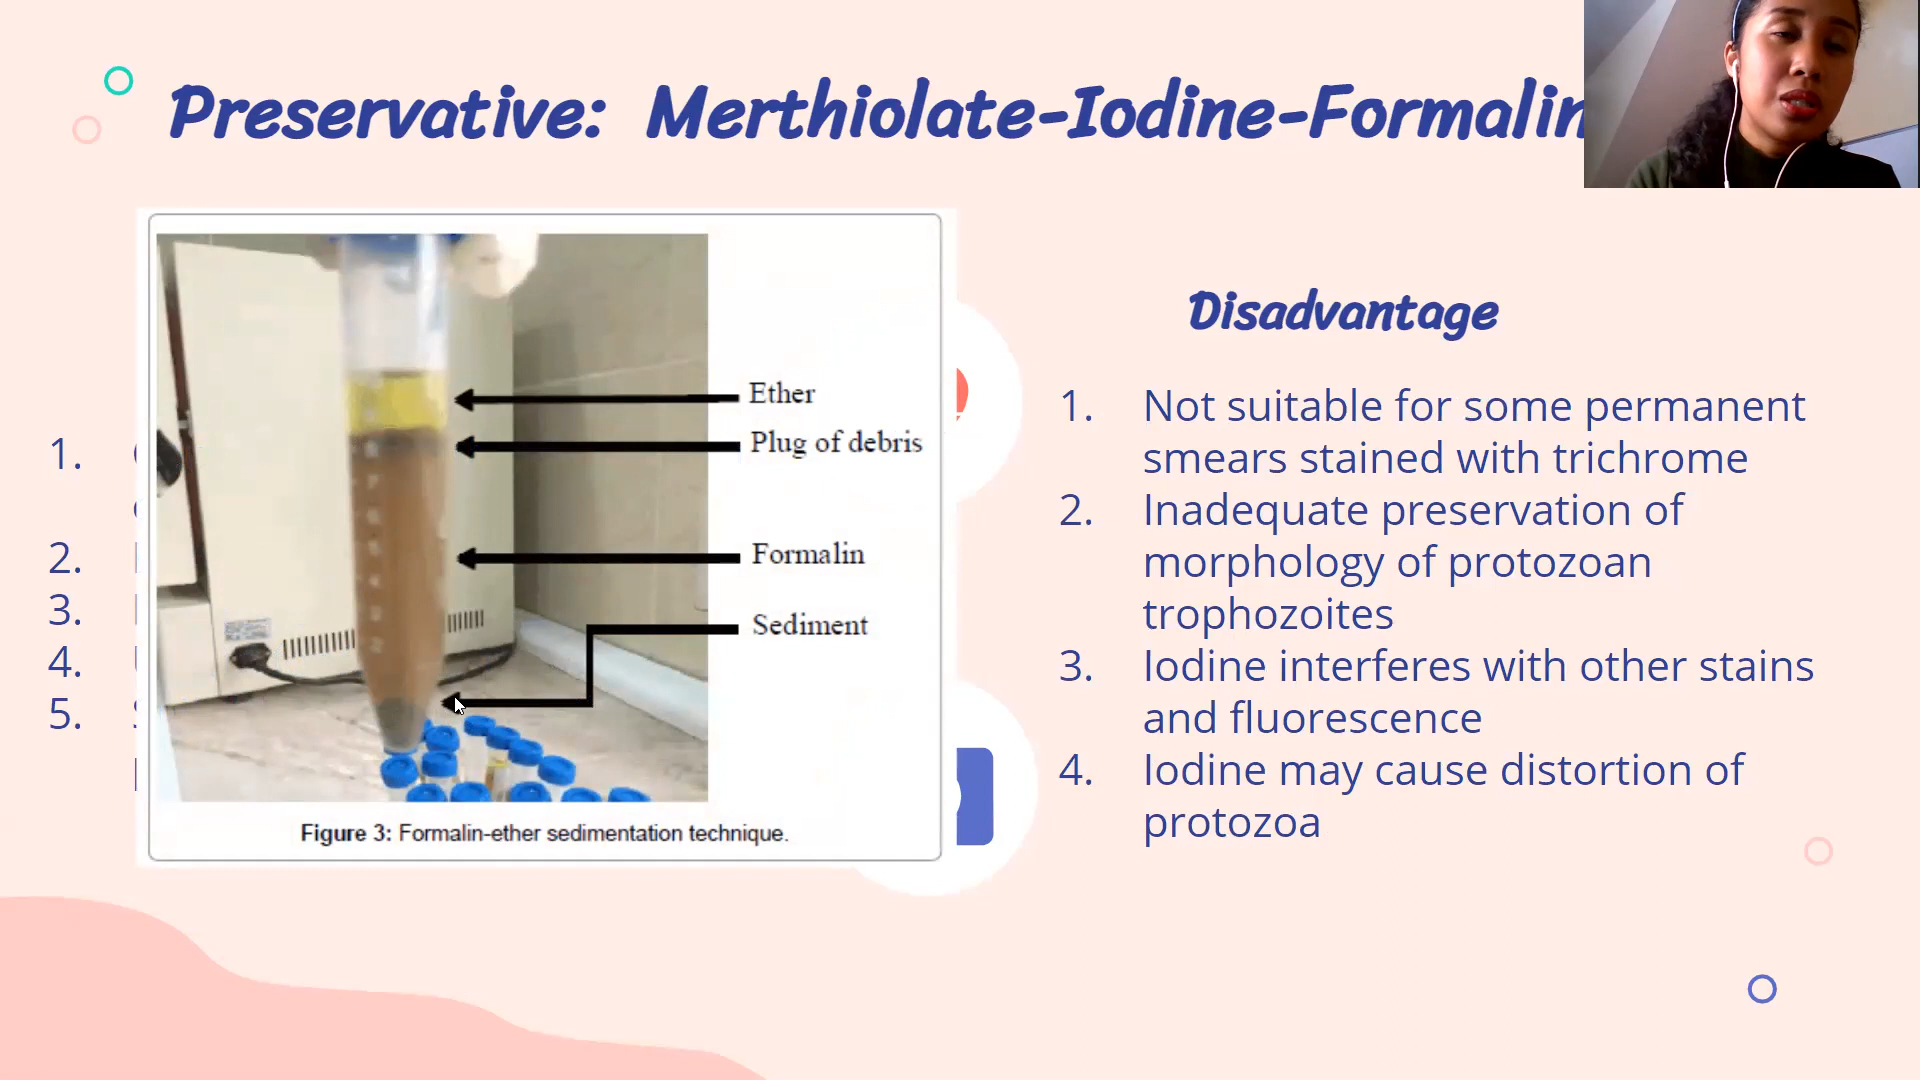 Preservative: Merthiolate-Iodine-Formalin
Ether
Plug of debris
Formalin
Sediment
Figure 3: Formalin-ether sedimentation technique.
1.
2.
3.
4.
5.
Disadvantage
1. Not suitable for some permanent
smears stained with trichrome
2. Inadequate preservation of
morphology of protozoan
trophozoites
3. Iodine interferes with other stains
and fluorescence
4. Iodine may cause distortion of
protozoa